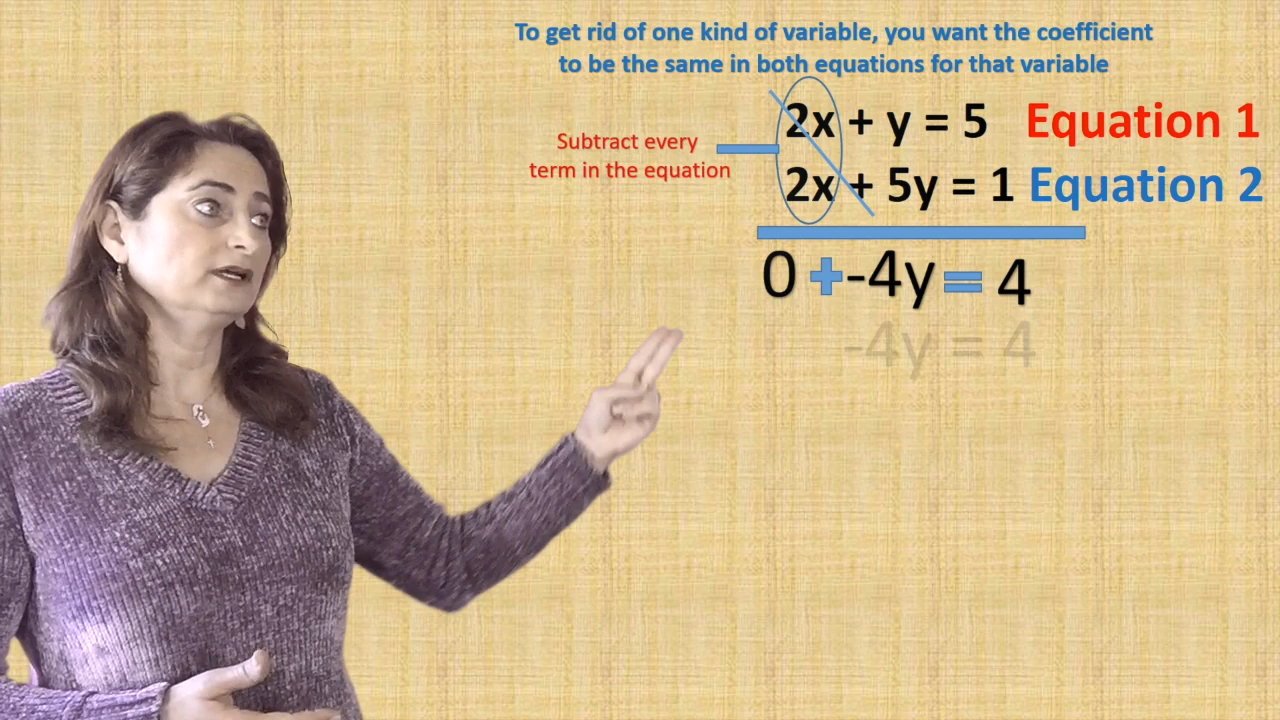 To get rid of one kind of variable, you want the coefficient
to be the same in both equations for that variable
2x + y = 5 Equation 1
Subtract every
term in the equation
2x + 5y = 1 Equation 2
0 + -4y = 4
-4y = 4